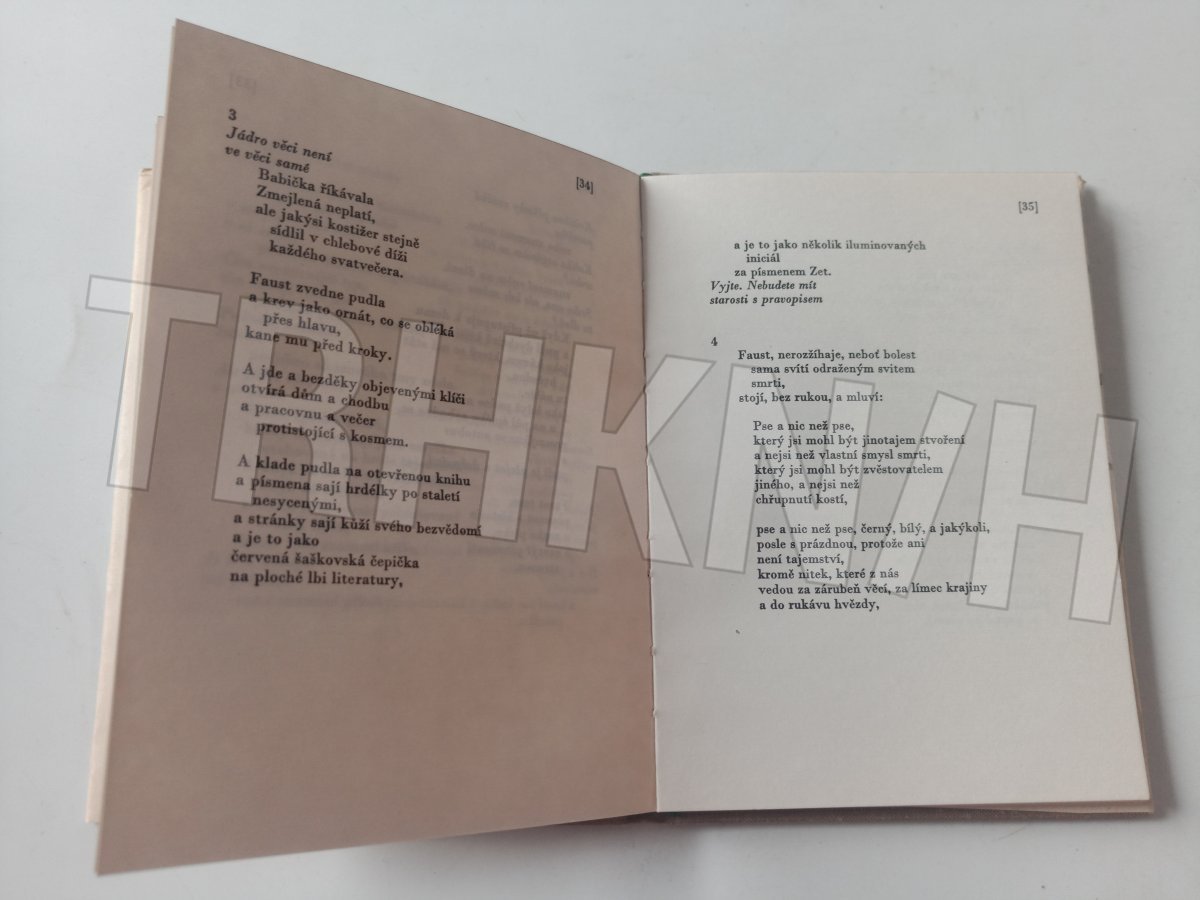 [34]
3
Jádro věci není
ve věci samé
Babička říkávala
Zmejlená neplatí,
ale jakýsi kostižer stejně
sídlil v chlebové díži
každého svatvečera.
Faust zvedne pudla
a krev jako ornát, co se obléká
přes hlavu,
kane mu před kroky.
A jde a bezděky objevenými klíči
otvírá dům a chodbu
a pracovnu a večer
protistojící s kosmem.
A klade pudla na otevřenou knihu
a písmena sají hrdélky po staletí
nesycenými,
a stránky sají kůží svého bezvědomí
a je to jako
červená šaškovská čepička
na ploché lbi literatury,
[35]
a je to jako několik iluminovaných
iniciál
za písmenem Zet.
Vyjte. Nebudete mít
starosti s pravopisem
4
Faust, nerozžíhaje, neboť bolest
sama svítí odraženým svitem
smrti,
stojí, bez rukou, a mluví:
Pse a nic než pse,
který jsi mohl být jinotajem stvoření
a nejsi než vlastní smysl smrti,
který jsi mohl být zvěstovatelem
jiného, a nejsi než
chřupnutí kostí,
pse a nic než pse, černý, bílý, a jakýkoli,
posle s prázdnou, protože ani
není tajemství,
kromě nitek, které z nás
vedou za zárubeň věcí, za límec krajiny
a do rukávu hvězdy,
TRHKNIH